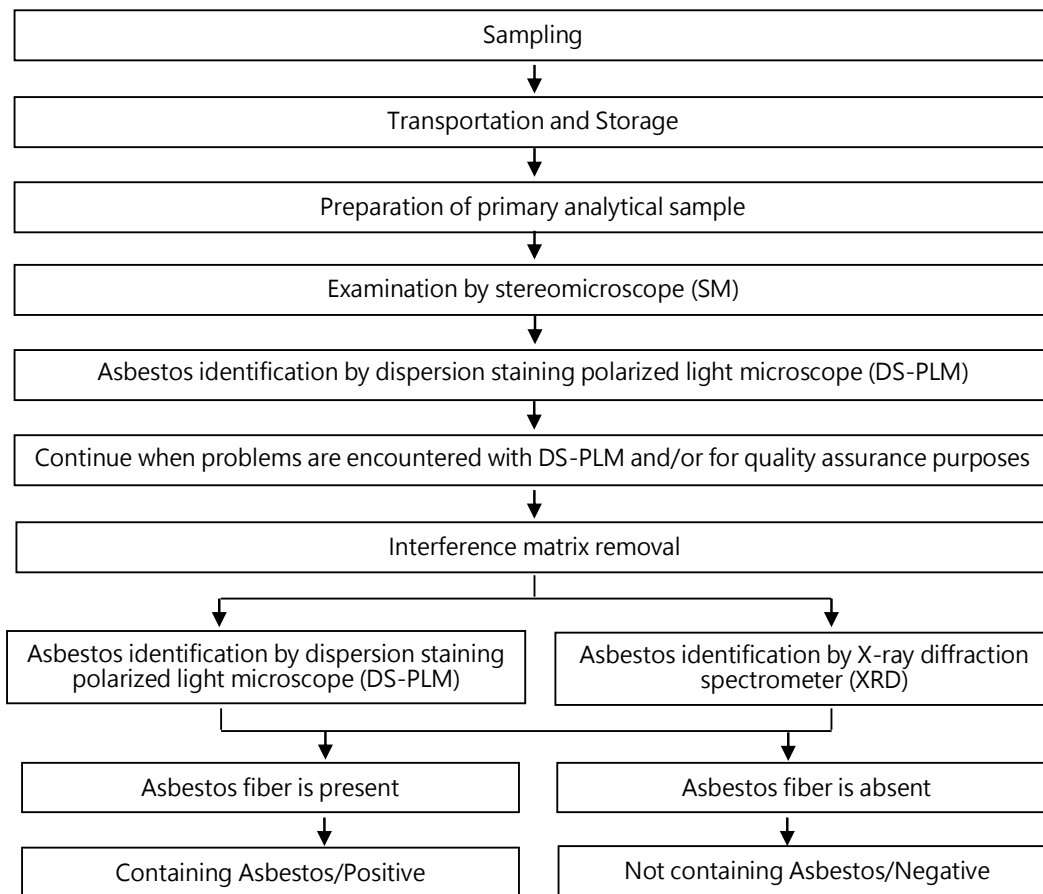 Sampling
Transportation and Storage
Preparation of primary analytical sample
Examination by stereomicroscope (SM)
Asbestos identification by dispersion staining polarized light microscope (DS-PLM)
Continue when problems are encountered with DS-PLM and/or for quality assurance purposes
Interference matrix removal
Asbestos identification by dispersion staining
polarized light microscope (DS-PLM)
Asbestos identification by X-ray diffraction
spectrometer (XRD)
Asbestos fiber is present
Asbestos fiber is absent
Containing Asbestos/Positive
Not containing Asbestos/Negative